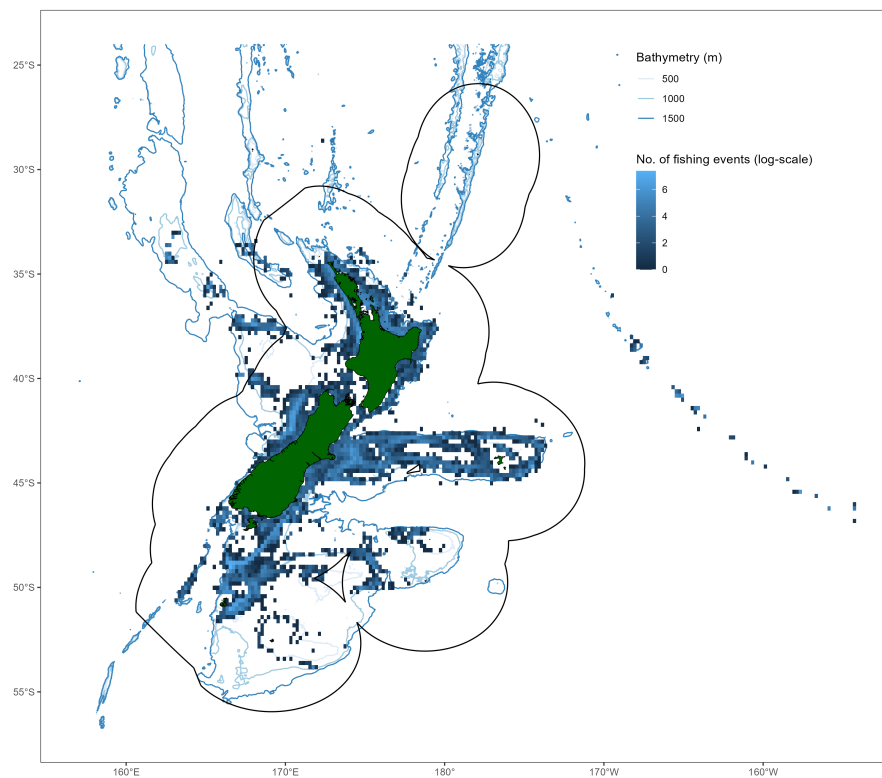 Bathymetry (m)
500
1000
1500
No. of fishing events (log-scale)
6
4
2
0
25°S
30°S
35°S
40°S
45°S
50°S
55°S
160°E
170°E
180°
170°W
160°W